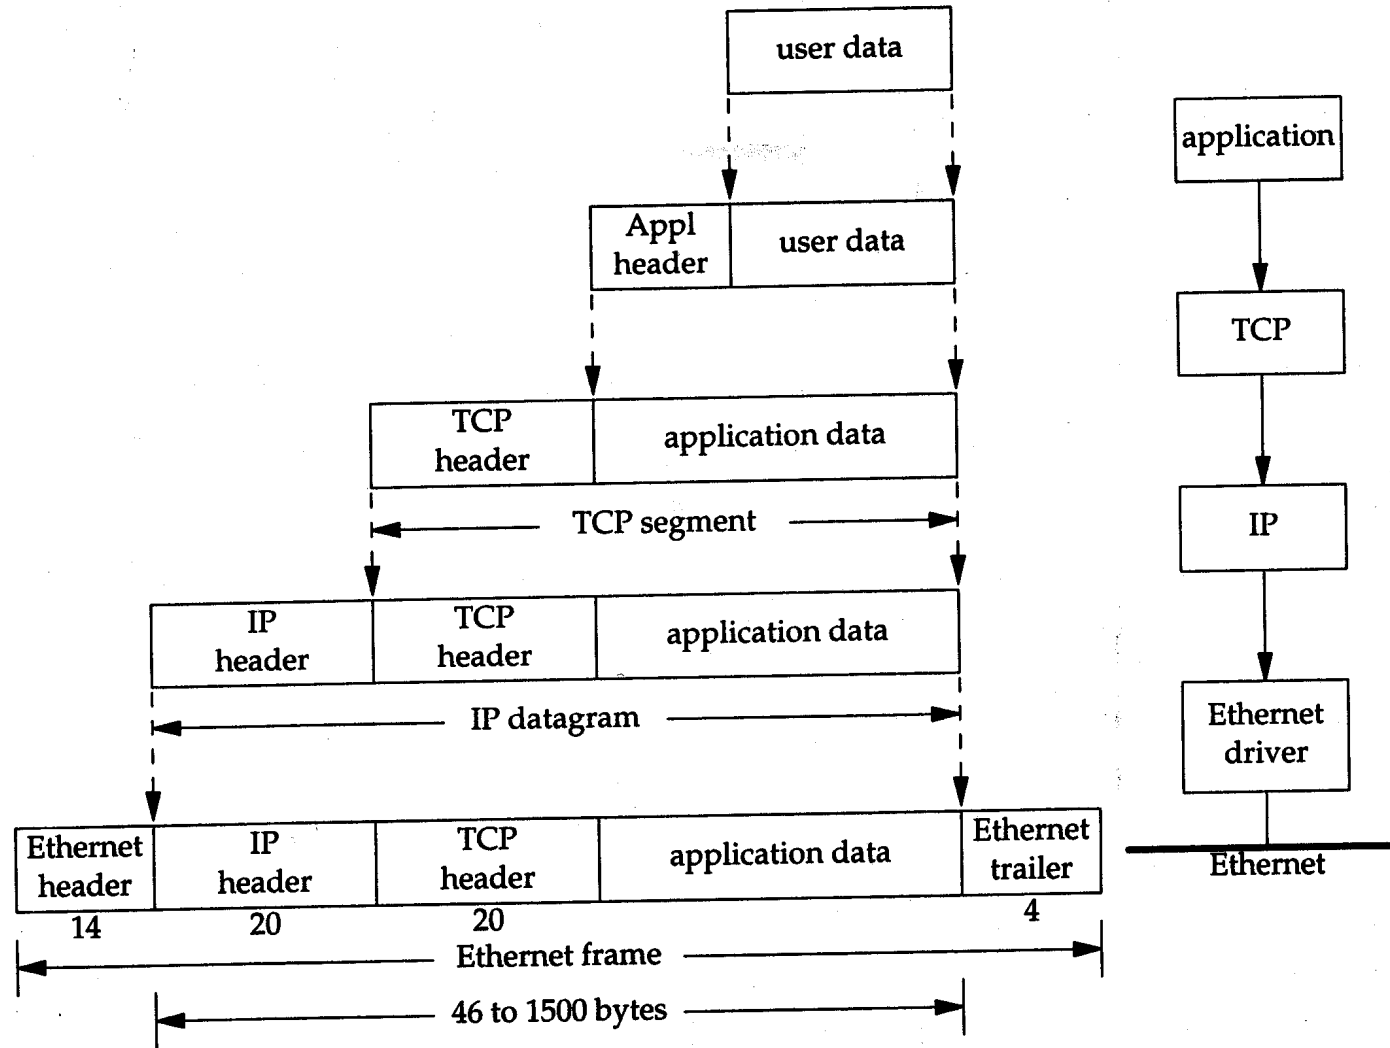 user data
application
Appl
header
user data
TCP
TCP
header
application data
TCP segment
IP
IP
header
TCP
header
application data
IP datagram
Ethernet
driver
Ethernet
header
IP
header
TCP
header
application data
Ethernet
trailer
Ethernet
14
20
20
4
Ethernet frame
46 to 1500 bytes